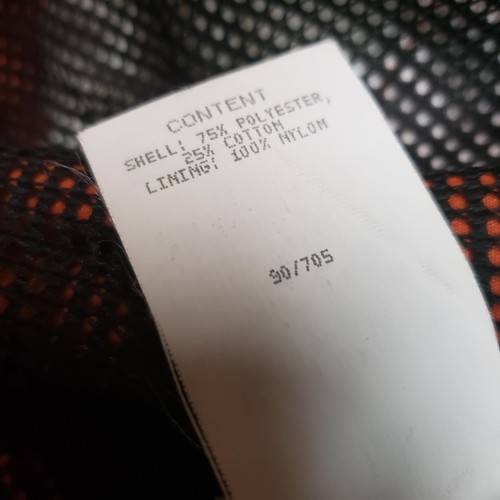 CONTENT
SHELL: 75% POLYESTER,
25% COTTON
LINING: 100% NYLON
90/705